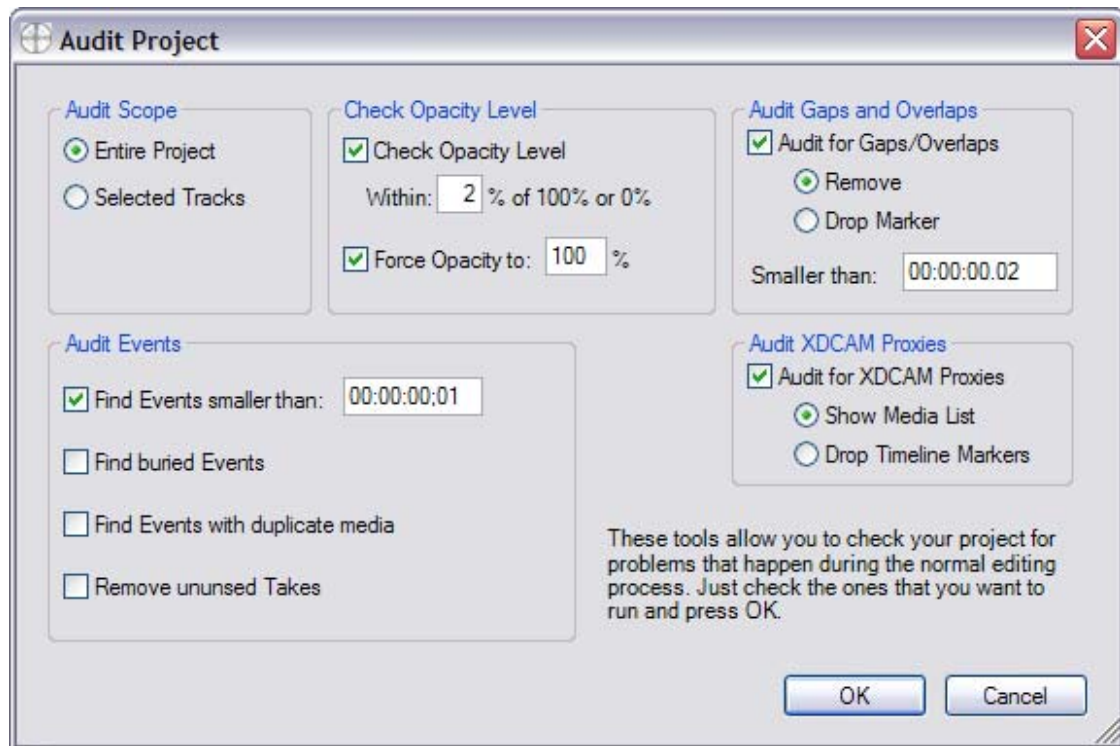 Audit Project
Audit Scope
Entire Project
Selected Tracks
Check Opacity Level
Check Opacity Level
Within: 2 % of 100% or 0%
Force Opacity to: 100 %
Audit Gaps and Overlaps
Audit for Gaps/Overlaps
Remove
Drop Marker
Smaller than: 00:00:00.02
Audit Events
Find Events smaller than: 00:00:00;01
Find buried Events
Find Events with duplicate media
Remove ununsed Takes
Audit XDCAM Proxies
Audit for XDCAM Proxies
Show Media List
Drop Timeline Markers
These tools allow you to check your project for
problems that happen during the normal editing
process. Just check the ones that you want to
run and press OK.
OK
Cancel